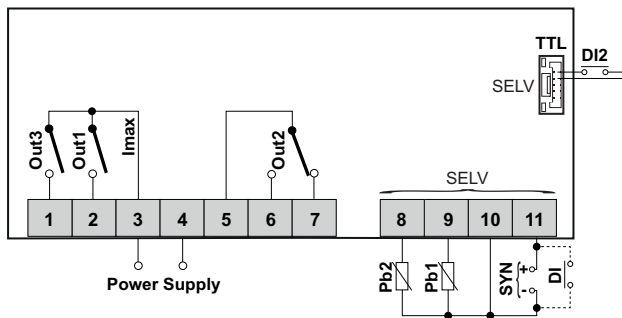 TTL
DI2
SELV
Out3
Out1
Imax
Out2
SELV
1 2 3 4 5 6 7 8 9 10 11
Power Supply
Pb2
Pb1
SYN
+
-
DI